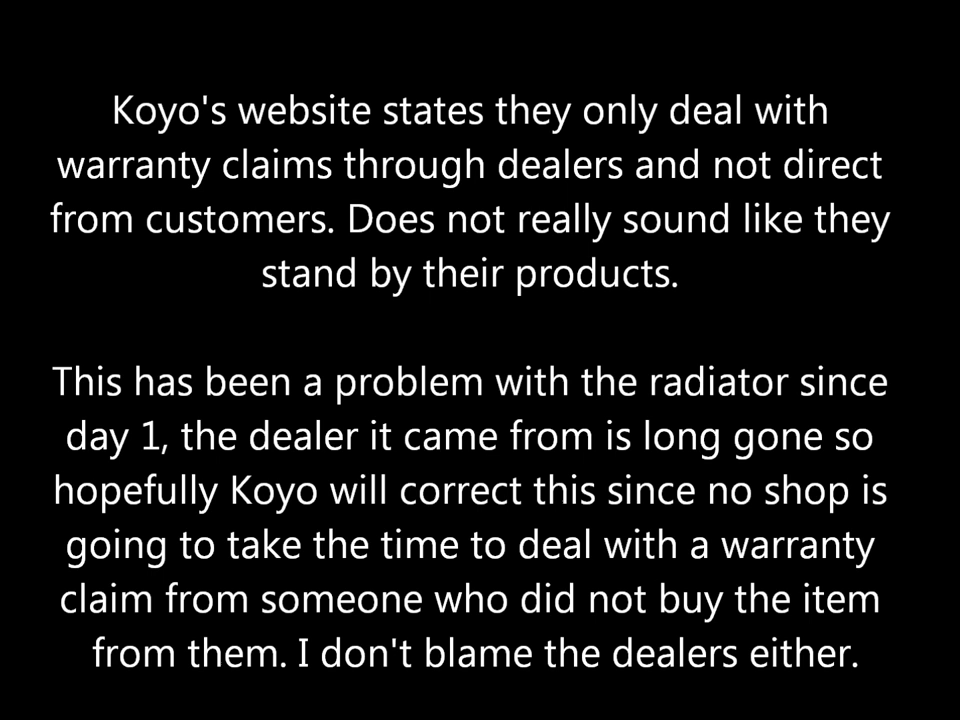 Koyo's website states they only deal with
warranty claims through dealers and not direct
from customers. Does not really sound like they
stand by their products.
This has been a problem with the radiator since
day 1, the dealer it came from is long gone so
hopefully Koyo will correct this since no shop is
going to take the time to deal with a warranty
claim from someone who did not buy the item
from them. I don't blame the dealers either.